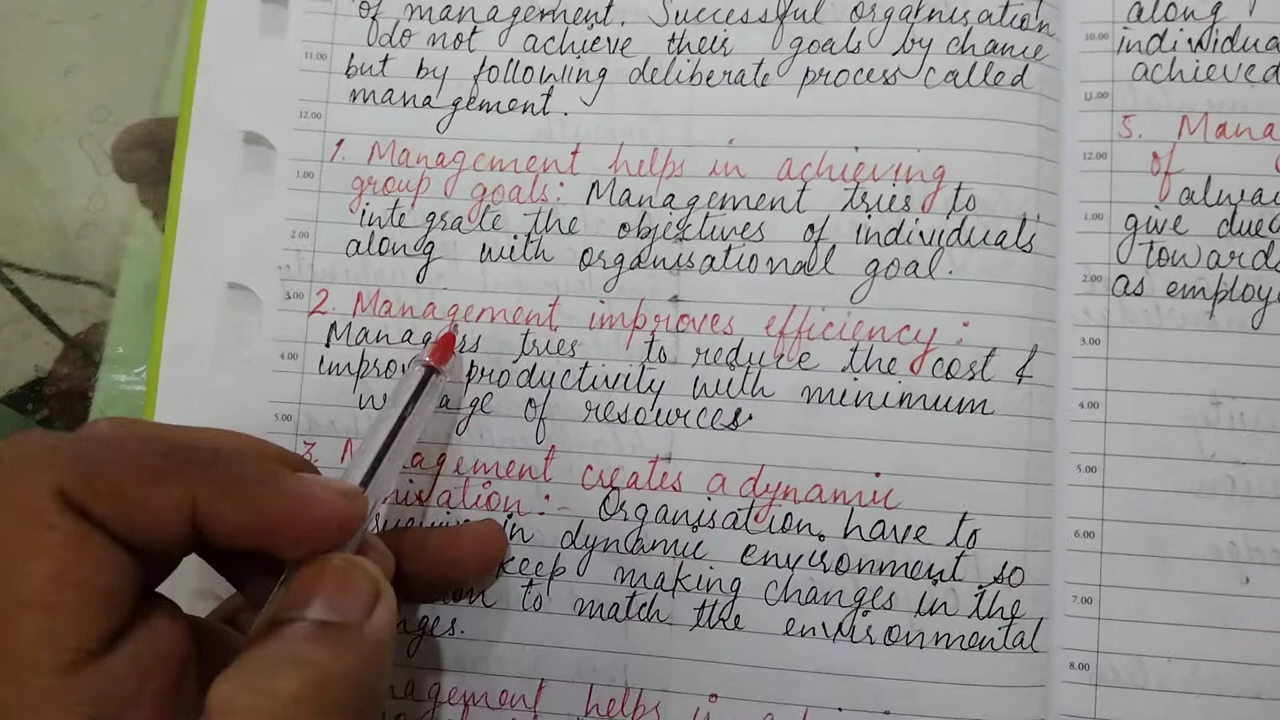 of management. Successful organisation
do not achieve their goals by chance
11.00
but by following deliberate process called
management.
12.00
1. Management helps in achieving
1.00
group goals: Management tries to
integrate the objectives of individuals
2.00
along with organisational goal.
3.00
2. Management improves efficiency:
Managers tries to reduce the cost &
4.00
productivity with minimum
of resources
5.00
3. creates a dynamic
:- Organisation have to
in dynamic environment so
keep making changes in the
6.00
to match the environmental
helps in
along
10.00
individua
achieved
11.00
5. Mana
12.00
of
alwa
1.00
give due
towards
2.00
as employ
3.00
4.00
5.00
6.00
7.00
8.00